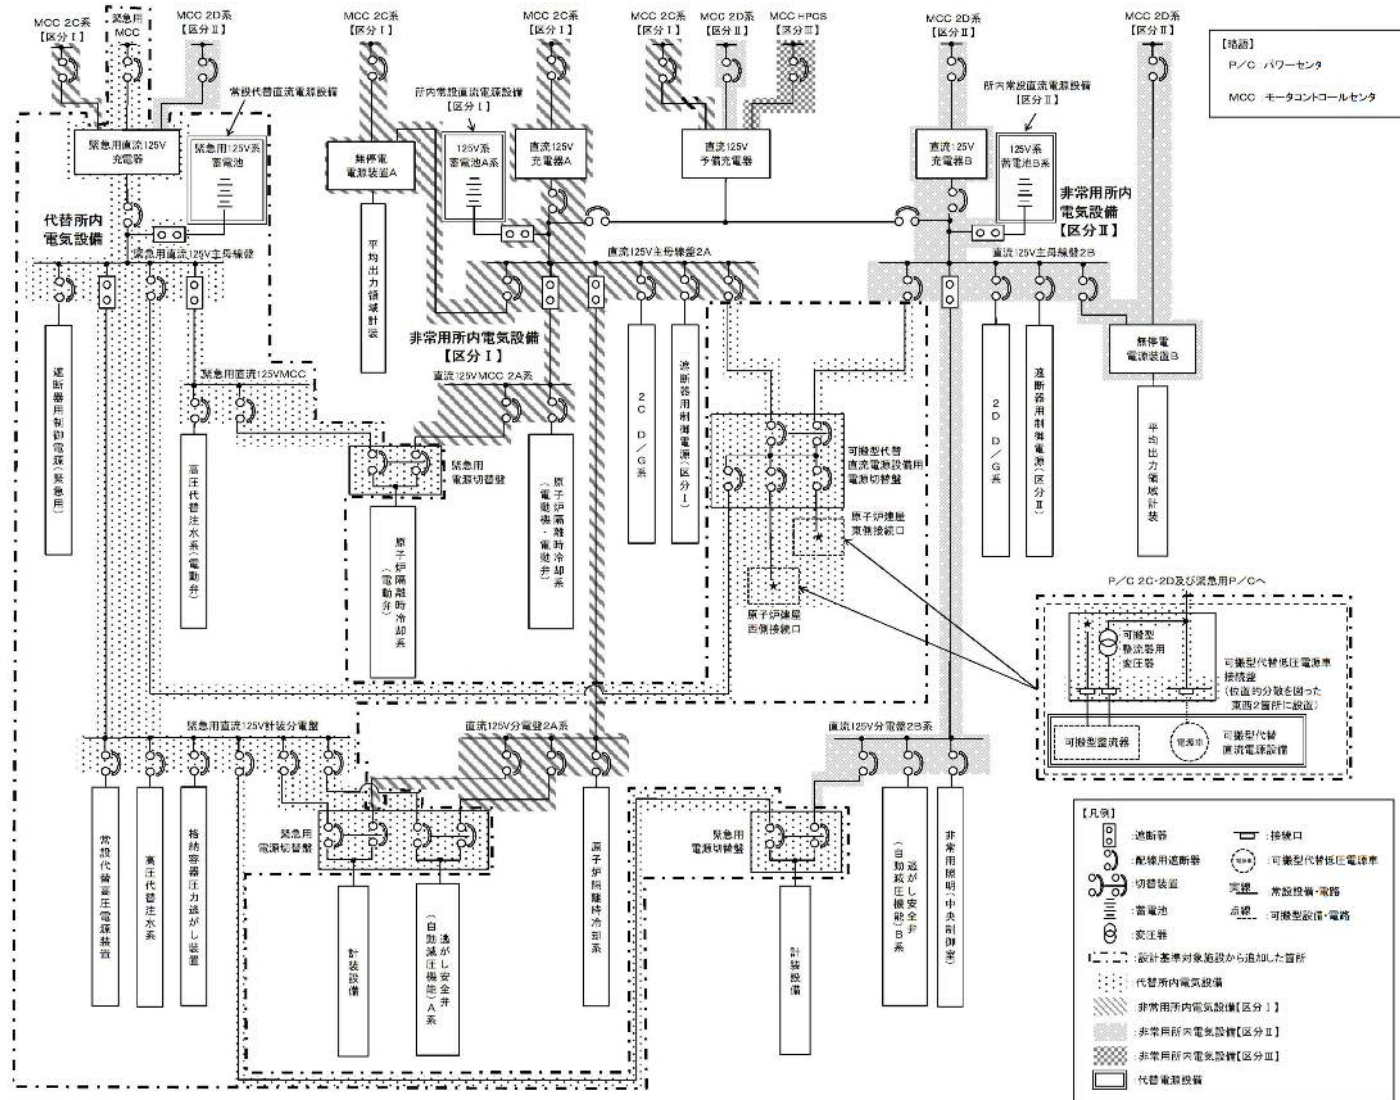 MCC 2C系
【区分Ⅰ】
緊急用
MCC
MCC 2D系
【区分Ⅱ】
MCC 2C系
【区分Ⅰ】
MCC 2C系
【区分Ⅰ】
MCC 2C系
【区分Ⅰ】
MCC 2D系
【区分Ⅱ】
MCC HPCS
【区分Ⅲ】
MCC 2D系
【区分Ⅱ】
MCC 2D系
【区分Ⅱ】
【略語】
P/C :パワーセンタ
MCC :モータコントロールセンタ
常設代替直流電源設備
所内常設直流電源設備
【区分Ⅰ】
所内常設直流電源設備
【区分Ⅱ】
緊急用直流125V
充電器
緊急用125V系
蓄電池
無停電
電源装置A
125V系
蓄電池A系
直流125V
充電器A
直流125V
予備充電器
直流125V
充電器B
125V系
蓄電池B系
代替所内
電気設備
非常用所内
電気設備
【区分Ⅱ】
緊急用直流125V主母線盤
直流125V主母線盤2A
直流125V主母線盤2B
平均出力領域計装
非常用所内電気設備
【区分Ⅰ】
無停電
電源装置B
遮断器用制御電源(緊急用)
緊急用直流125VMCC
直流125VMCC 2A系
2C D/G系
遮断器用制御電源(区分Ⅰ)
2D D/G系
遮断器用制御電源(区分Ⅱ)
平均出力領域計装
高圧代替注水系(電動弁)
緊急用
電源切替盤
原子炉隔離時冷却系
(電動弁)
原子炉隔離時冷却系
(電動機・電動弁)
可搬型代替
直流電源設備用
電源切替盤
原子炉建屋
東側接続口
原子炉建屋
西側接続口
P/C 2C・2D及び緊急用P/Cへ
可搬型
整流器用
変圧器
可搬型代替低圧電源車
接続盤
(位置的分散を図った
東西2箇所に設置)
可搬型整流器
電源車
可搬型代替
直流電源設備
緊急用直流125V計装分電盤
直流125V分電盤2A系
直流125V分電盤2B系
常設代替高圧電源装置
高圧代替注水系
格納容器圧力逃がし装置
緊急用
電源切替盤
計装設備
逃がし安全弁
(自動減圧機能)A系
原子炉隔離時冷却系
緊急用
電源切替盤
計装設備
逃がし安全弁
(自動減圧機能)B系
非常用照明(中央制御室)
【凡例】
:遮断器
:接続口
:配線用遮断器
電源車
:可搬型代替低圧電源車
:切替装置
実線
:常設設備・電路
:蓄電池
点線
:可搬型設備・電路
:変圧器
:設計基準対象施設から追加した箇所
:代替所内電気設備
:非常用所内電気設備【区分Ⅰ】
:非常用所内電気設備【区分Ⅱ】
:非常用所内電気設備【区分Ⅲ】
:代替電源設備